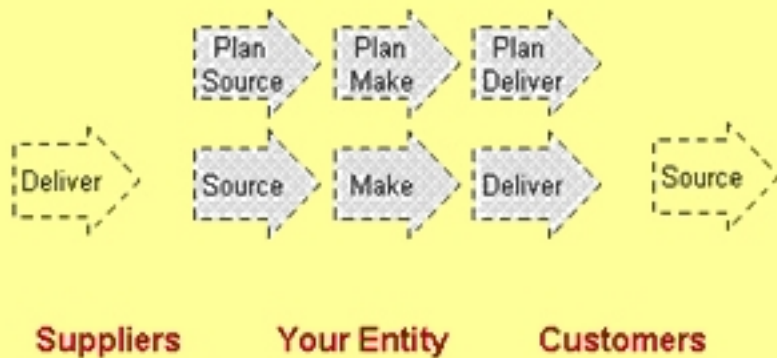 Plan
Source
Plan
Make
Plan
Deliver
Deliver
Source
Make
Deliver
Source
Suppliers
Your Entity
Customers